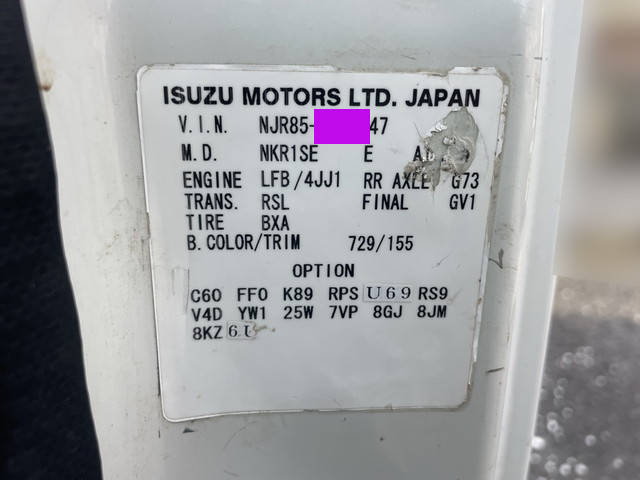 ISUZU MOTORS LTD. JAPAN
V.I.N. NJR85- 47
M.D. NKR1SE E
ENGINE LFB/4JJ1 RR AXLE G73
TRANS. RSL FINAL GV1
TIRE BXA
B.COLOR/TRIM 729/155
OPTION
C60 FF0 K89 RPS U69 RS9
V4D YW1 25W 7VP 8GJ 8JM
8KZ